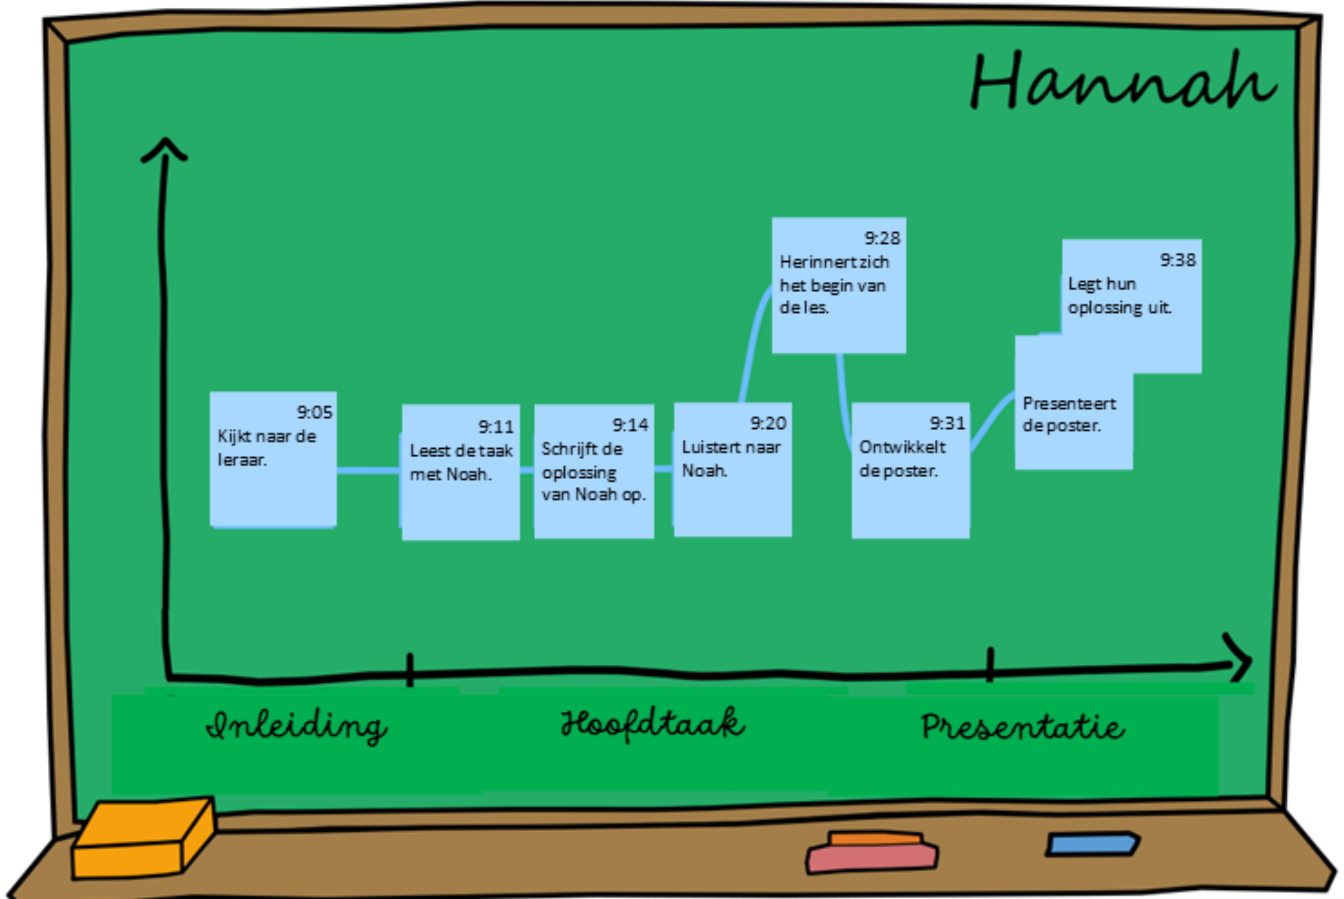 Hannah
9:05
Kijkt naar de
leraar.
9:11
Leest de taak
met Noah.
9:14
Schrijft de
oplossing
van Noah op.
9:20
Luistert naar
Noah.
9:28
Herinnert zich
het begin van
de les.
9:31
Ontwikkelt
de poster.
Presenteert
de poster.
9:38
Legt hun
oplossing uit.
Inleiding
Hoofdtaak
Presentatie